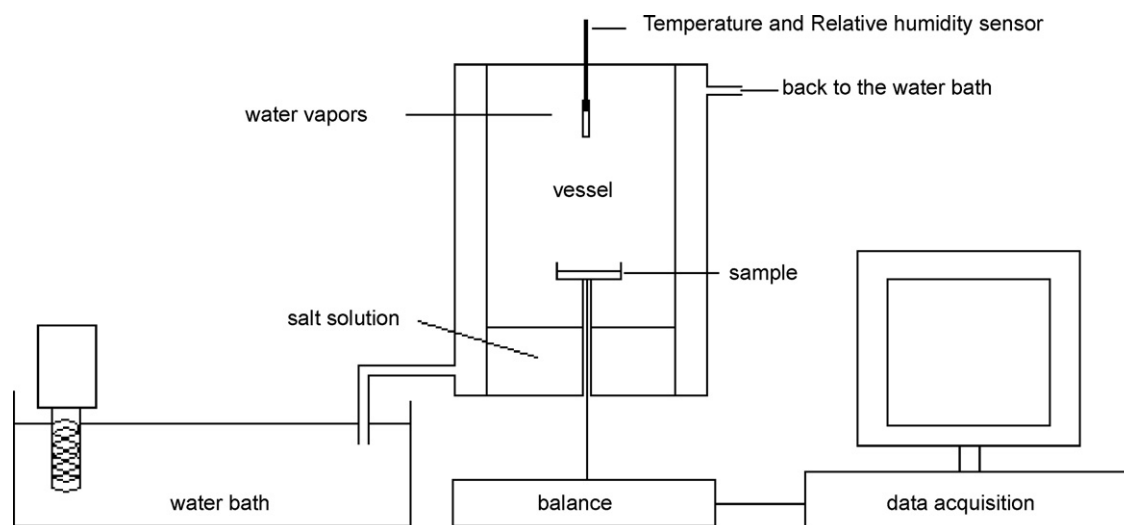 Temperature and Relative humidity sensor
back to the water bath
water vapors
vessel
sample
salt solution
water bath
balance
data acquisition